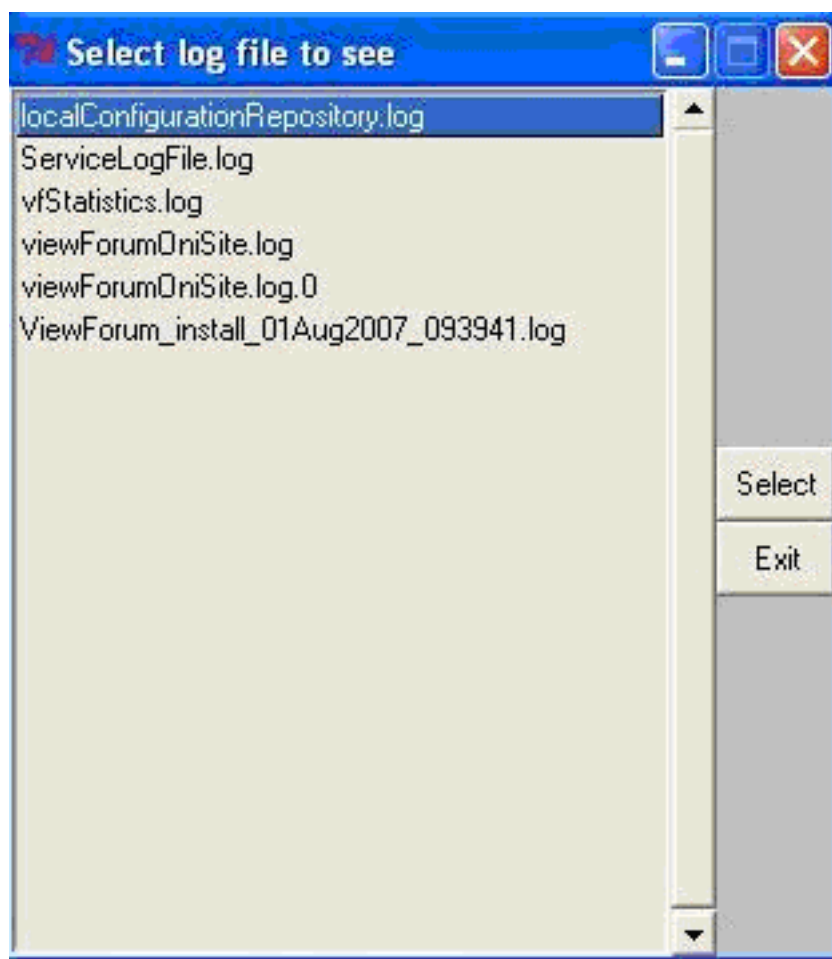 Select log file to see
localConfigurationRepository.log
ServiceLogFile.log
vfStatistics.log
viewForumOniSite.log
viewForumOniSite.log.0
ViewForum_install_01Aug2007_093941.log
Select
Exit